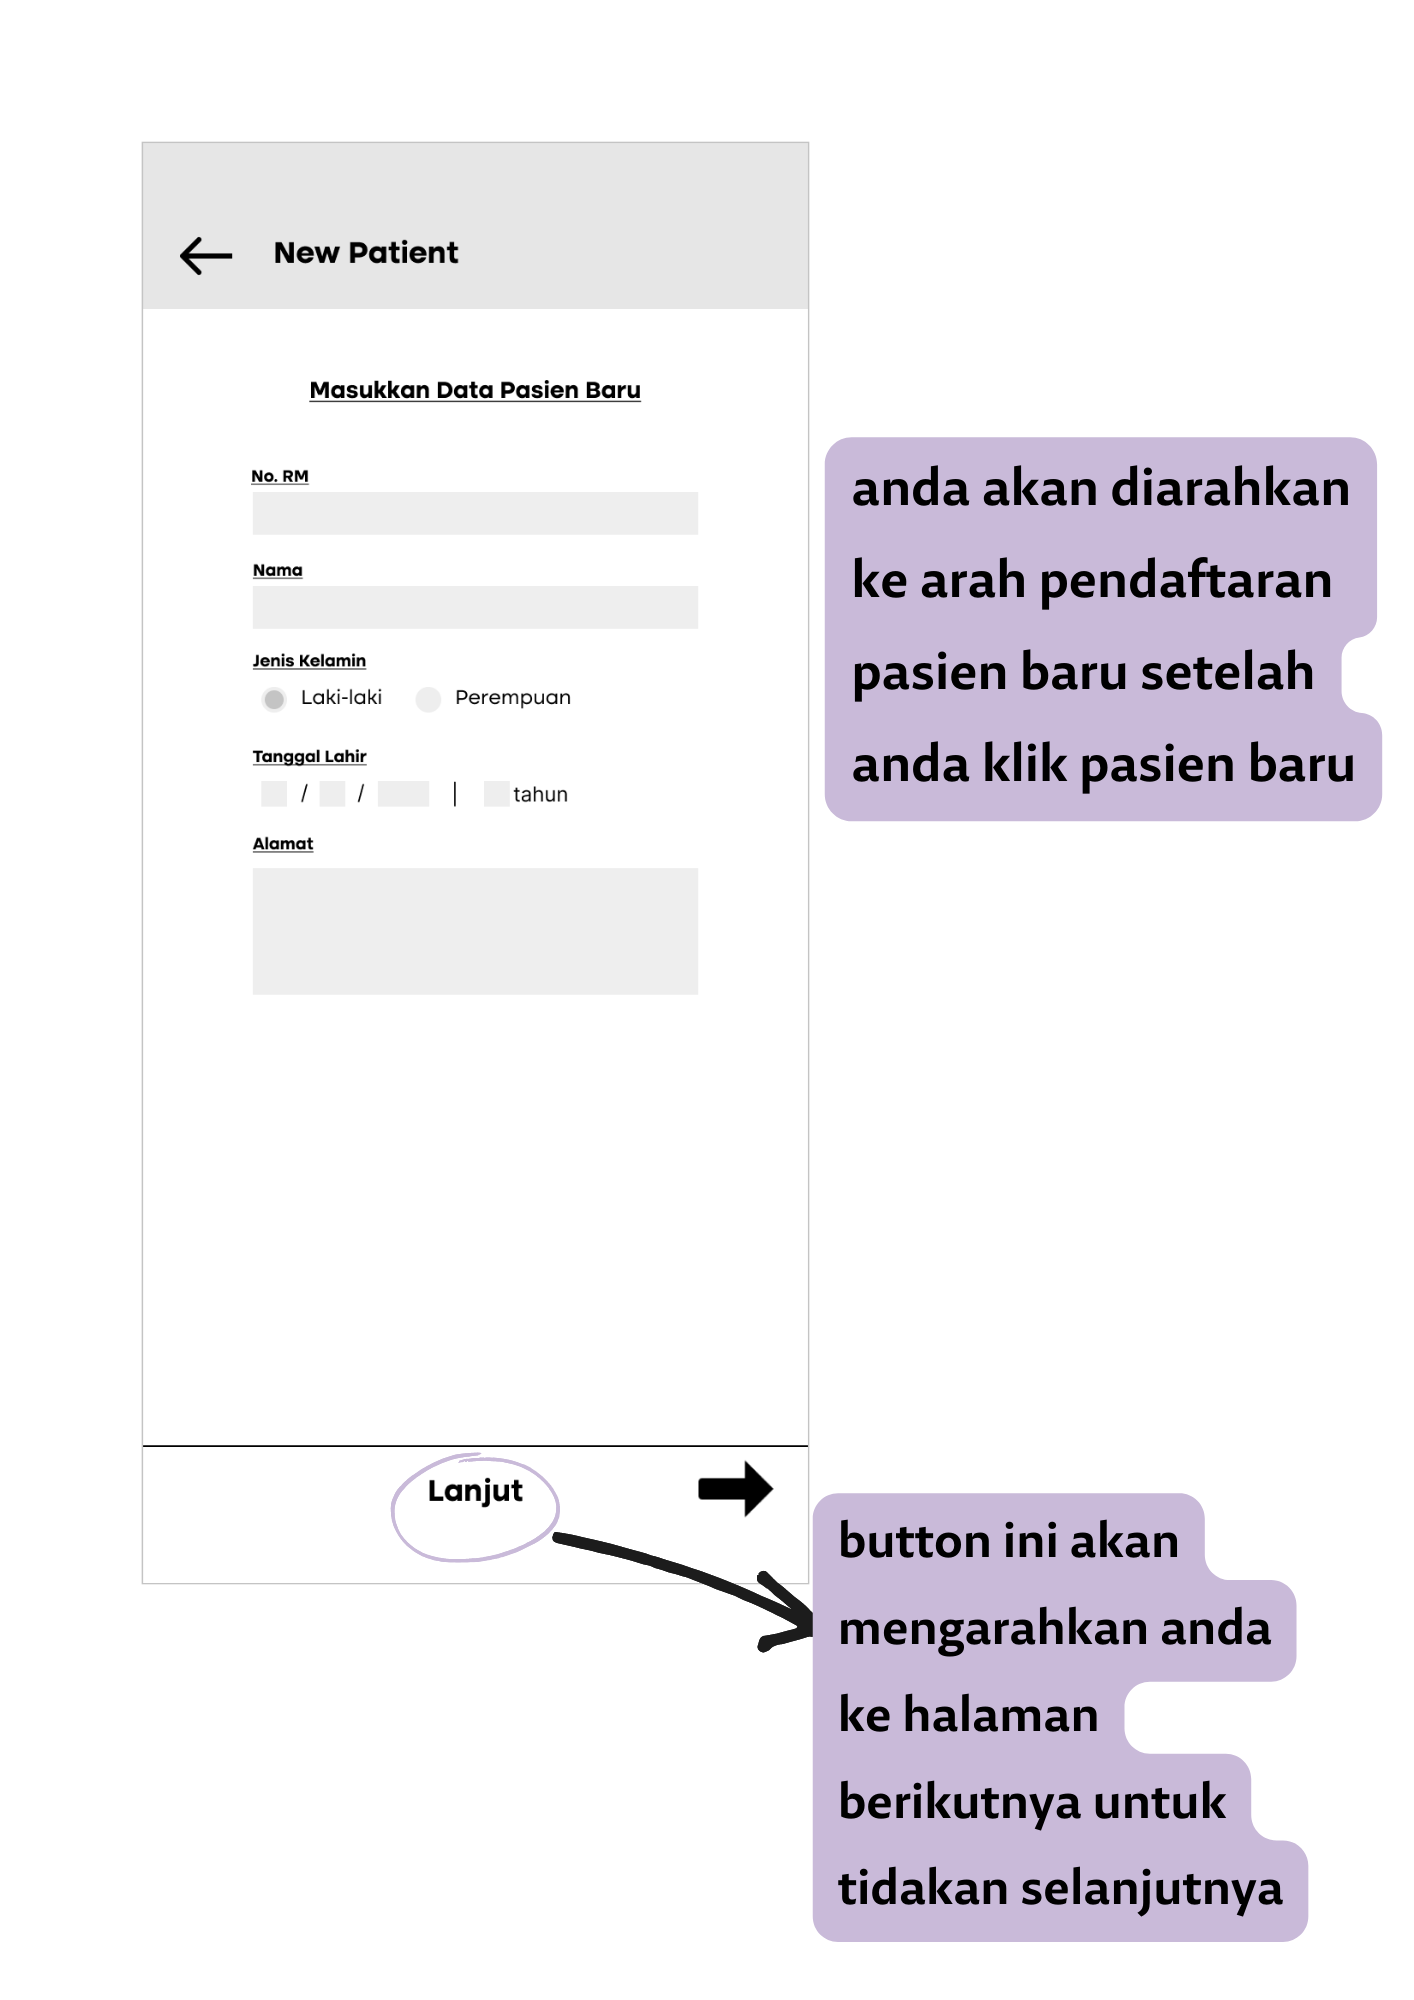 New Patient
Masukkan Data Pasien Baru
No. RM
Nama
Jenis Kelamin
Laki-laki Perempuan
Tanggal Lahir
/ / | tahun
Alamat
Lanjut
anda akan diarahkan
ke arah pendaftaran
pasien baru setelah
anda klik pasien baru
button ini akan
mengarahkan anda
ke halaman
berikutnya untuk
tidakan selanjutnya